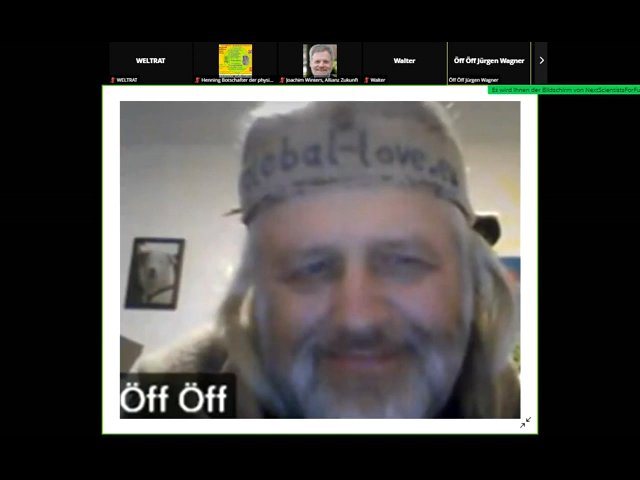 WELTRAT
Walter
Öff Öff Jürgen Wagner
WELTRAT
Henning Botschafter der physi...
Joachim Winters, Allianz Zukunft
Walter
Öff Öff Jürgen Wagner
Es wird Ihnen der Bildschirm von NextScientistsForFu
Global-love.eu
Öff Öff